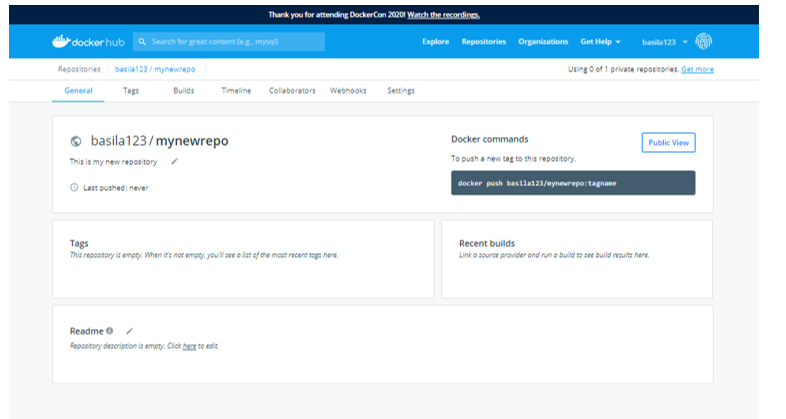 Thank you for attending DockerCon 2020! Watch the recordings.
dockerhub
Search for great content (e.g., mysql)
Explore Repositories Organizations Get Help basila123
Repositories basila123 / mynewrepo
Using 0 of 1 private repositories. Get more
General Tags Builds Timeline Collaborators Webhooks Settings
basila123/mynewrepo
This is my new repository
Last pushed: never
Docker commands
Public View
To push a new tag to this repository,
docker push basila123/mynewrepo:tagname
Tags
This repository is empty. When it's not empty, you'll see a list of the most recent tags here.
Recent builds
Link a source provider and run a build to see build results here.
Readme
Repository description is empty. Click here to edit.